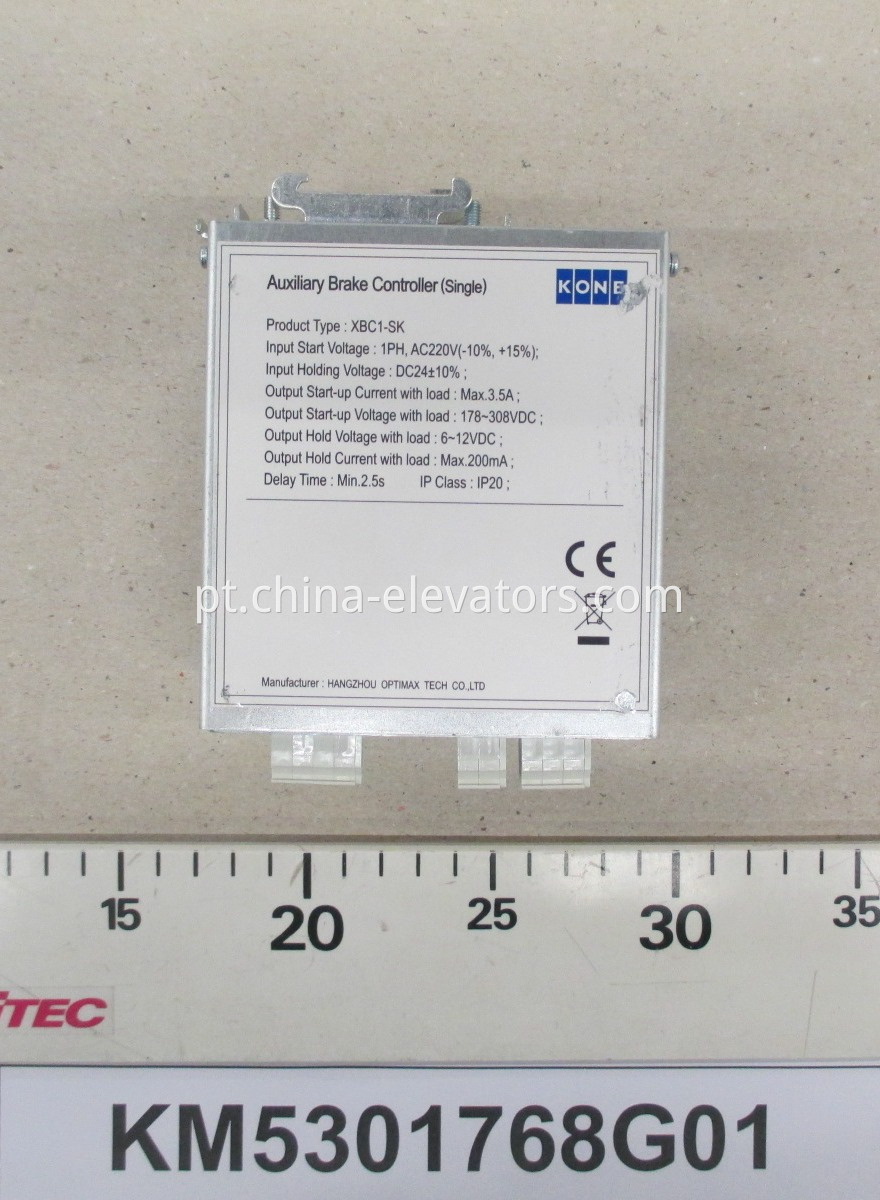 Auxiliary Brake Controller (Single)
KONE
Product Type : XBC1-SK
Input Start Voltage : 1PH, AC220V(-10%, +15%);
Input Holding Voltage : DC24±10% ;
Output Start-up Current with load : Max.3.5A ;
Output Start-up Voltage with load : 178~308VDC ;
Output Hold Voltage with load : 6~12VDC ;
Output Hold Current with load : Max.200mA ;
Delay Time : Min.2.5s IP Class : IP20 ;
CE
pt.china-elevators.com
Manufacturer : HANGZHOU OPTIMAX TECH CO.,LTD
15 20 25 30 35
KM5301768G01